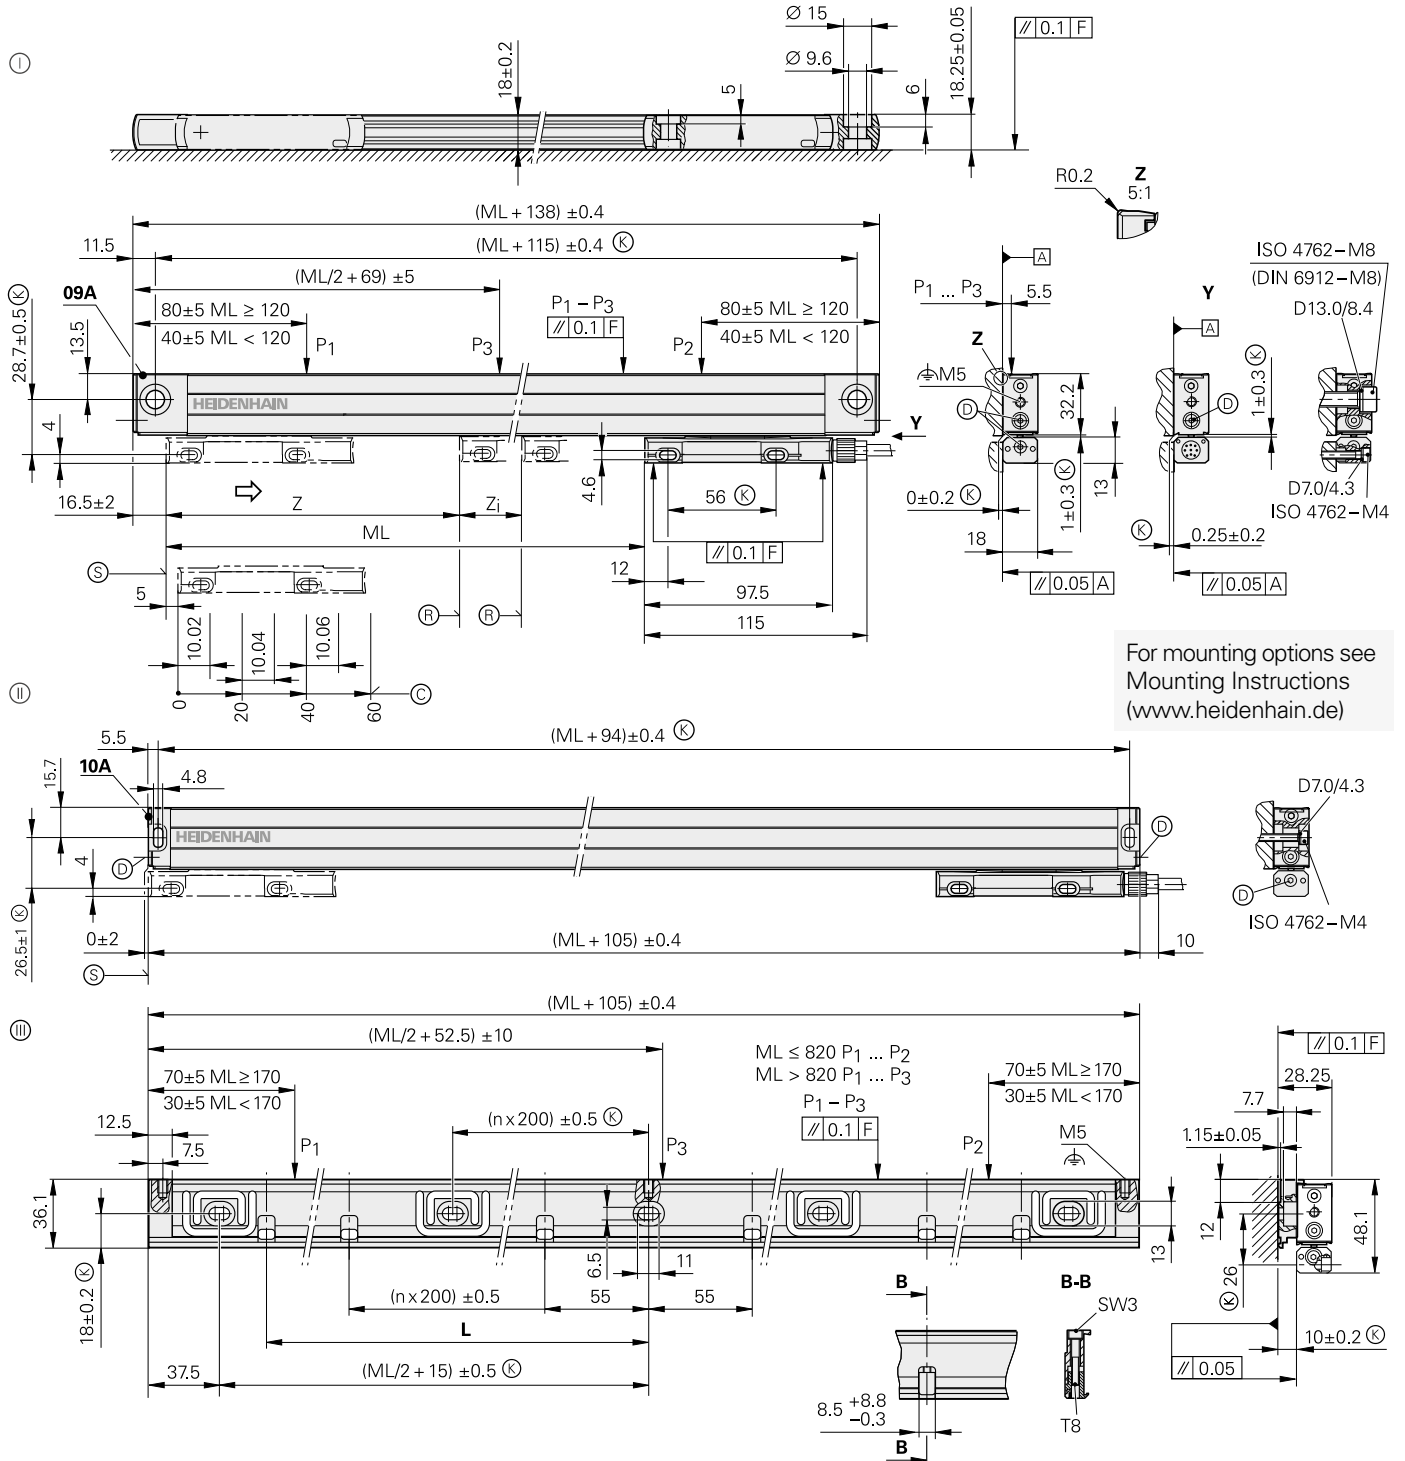 Ⓘ
Ø 15
Ø 9.6
5
6
18±0.2
18.25±0.05
// 0.1 F
R0.2
Z
5:1
(ML + 138) ±0.4
11.5
(ML + 115) ±0.4 Ⓚ
(ML/2 + 69) ±5
09A
80±5 ML ≥ 120
40±5 ML < 120
P1
P3
P1 – P3
// 0.1 F
P2
80±5 ML ≥ 120
40±5 ML < 120
28.7±0.5 Ⓚ
13.5
4
HEIDENHAIN
Y
16.5±2
Z
Zi
4.6
56 Ⓚ
ML
// 0.1 F
Ⓢ
5
12
97.5
115
Ⓡ
Ⓡ
10.02
10.04
10.06
0
20
40
60
Ⓒ
A
P1 ... P3
5.5
Z
M5
Ⓓ
32.2
0±0.2 Ⓚ
1±0.3 Ⓚ
13
18
// 0.05 A
Y
A
1±0.3 Ⓚ
Ⓓ
Ⓚ
0.25±0.2
// 0.05 A
ISO 4762–M8
(DIN 6912–M8)
D13.0/8.4
D7.0/4.3
ISO 4762–M4
For mounting options see
Mounting Instructions
(www.heidenhain.de)
Ⓘ Ⓘ
5.5
(ML + 94)±0.4 Ⓚ
10A
4.8
15.7
HEIDENHAIN
Ⓓ
Ⓓ
4
26.5±1 Ⓚ
0±2
(ML + 105) ±0.4
10
Ⓢ
D7.0/4.3
Ⓓ
ISO 4762–M4
Ⓘ Ⓘ Ⓘ
(ML + 105) ±0.4
(ML/2 + 52.5) ±10
70±5 ML ≥ 170
30±5 ML < 170
12.5
7.5
P1
(n x 200) ±0.5 Ⓚ
P3
ML ≤ 820 P1 ... P2
ML > 820 P1 ... P3
P1 – P3
// 0.1 F
P2
70±5 ML ≥ 170
30±5 ML < 170
M5
36.1
18±0.2 Ⓚ
6.5
11
13
(n x 200) ±0.5
55
55
L
37.5
(ML/2 + 15) ±0.5 Ⓚ
B
B
8.5 +8.8 –0.3
B-B
SW3
T8
// 0.1 F
28.25
7.7
1.15±0.05
12
48.1
Ⓚ 26
10±0.2 Ⓚ
// 0.05